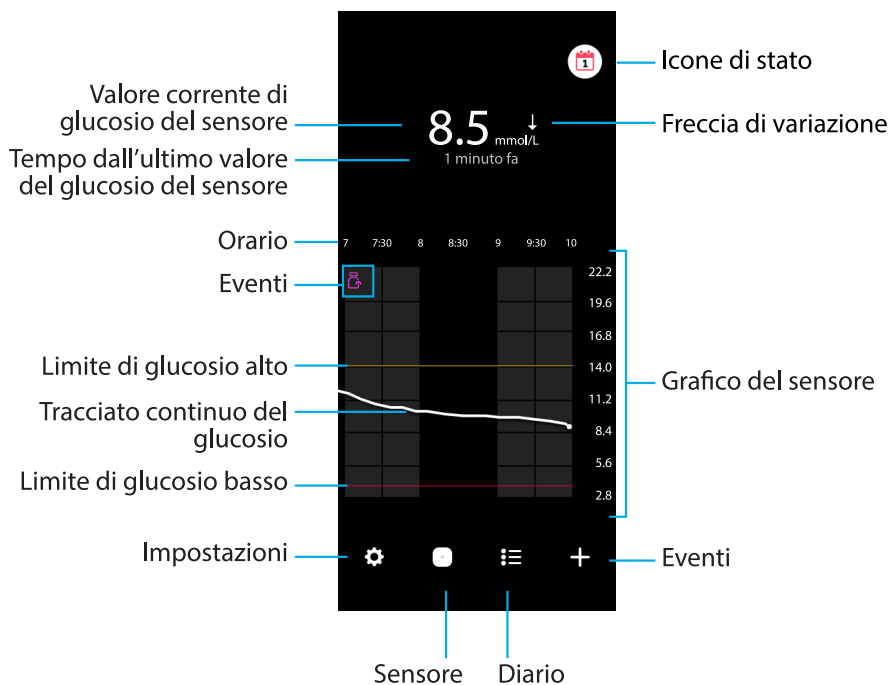 1
Icone di stato
Valore corrente di
glucosio del sensore
8.5 mmol/L
Freccia di variazione
Tempo dall'ultimo valore
del glucosio del sensore
1 minuto fa
Orario
7 7:30 8 8:30 9 9:30 10
Eventi
22.2
19.6
16.8
Limite di glucosio alto
14.0
Grafico del sensore
11.2
Tracciato continuo del
glucosio
8.4
5.6
Limite di glucosio basso
2.8
Impostazioni
Eventi
Sensore
Diario